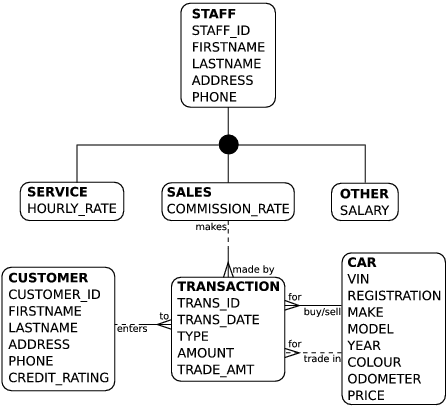 STAFF
STAFF_ID
FIRSTNAME
LASTNAME
ADDRESS
PHONE
SERVICE
HOURLY_RATE
SALES
COMMISSION_RATE
OTHER
SALARY
makes
made by
CUSTOMER
CUSTOMER_ID
FIRSTNAME
LASTNAME
ADDRESS
PHONE
CREDIT_RATING
to
enters
TRANSACTION
TRANS_ID
TRANS_DATE
TYPE
AMOUNT
TRADE_AMT
for
buy/sell
for
trade in
CAR
VIN
REGISTRATION
MAKE
MODEL
YEAR
COLOUR
ODOMETER
PRICE